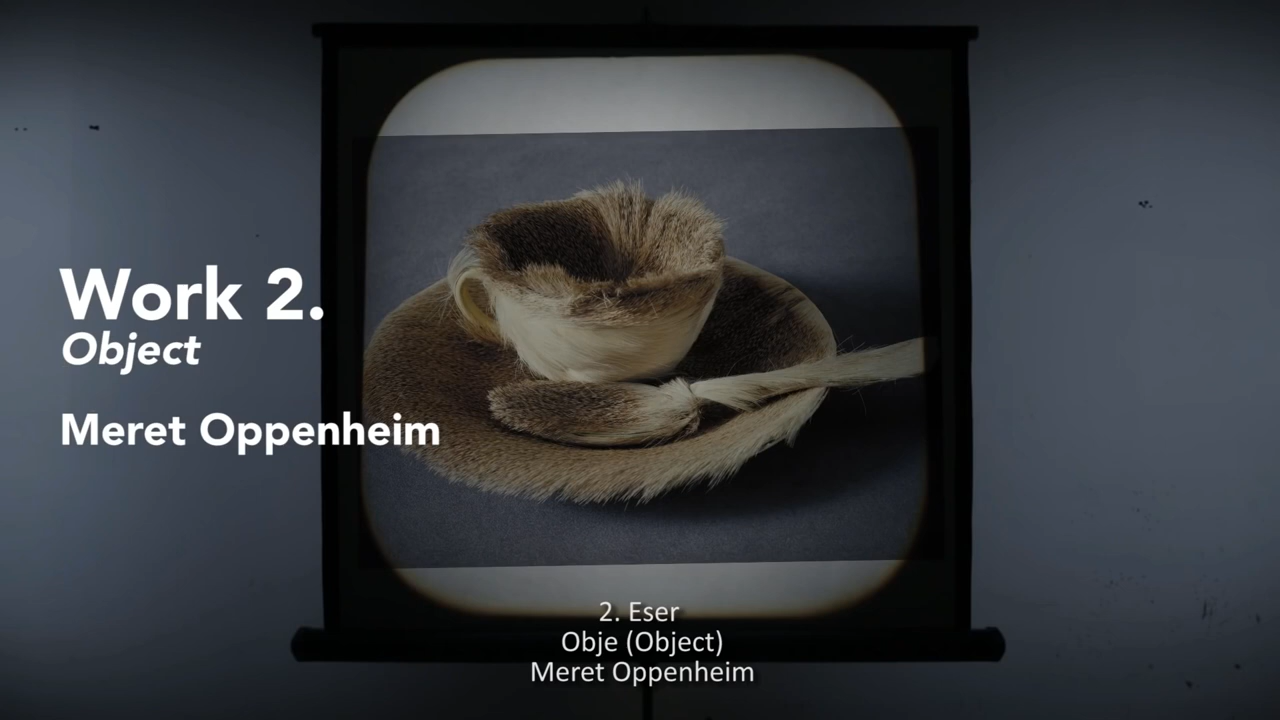 Work 2.
Object
Meret Oppenheim
2. Eser
Obje (Object)
Meret Oppenheim